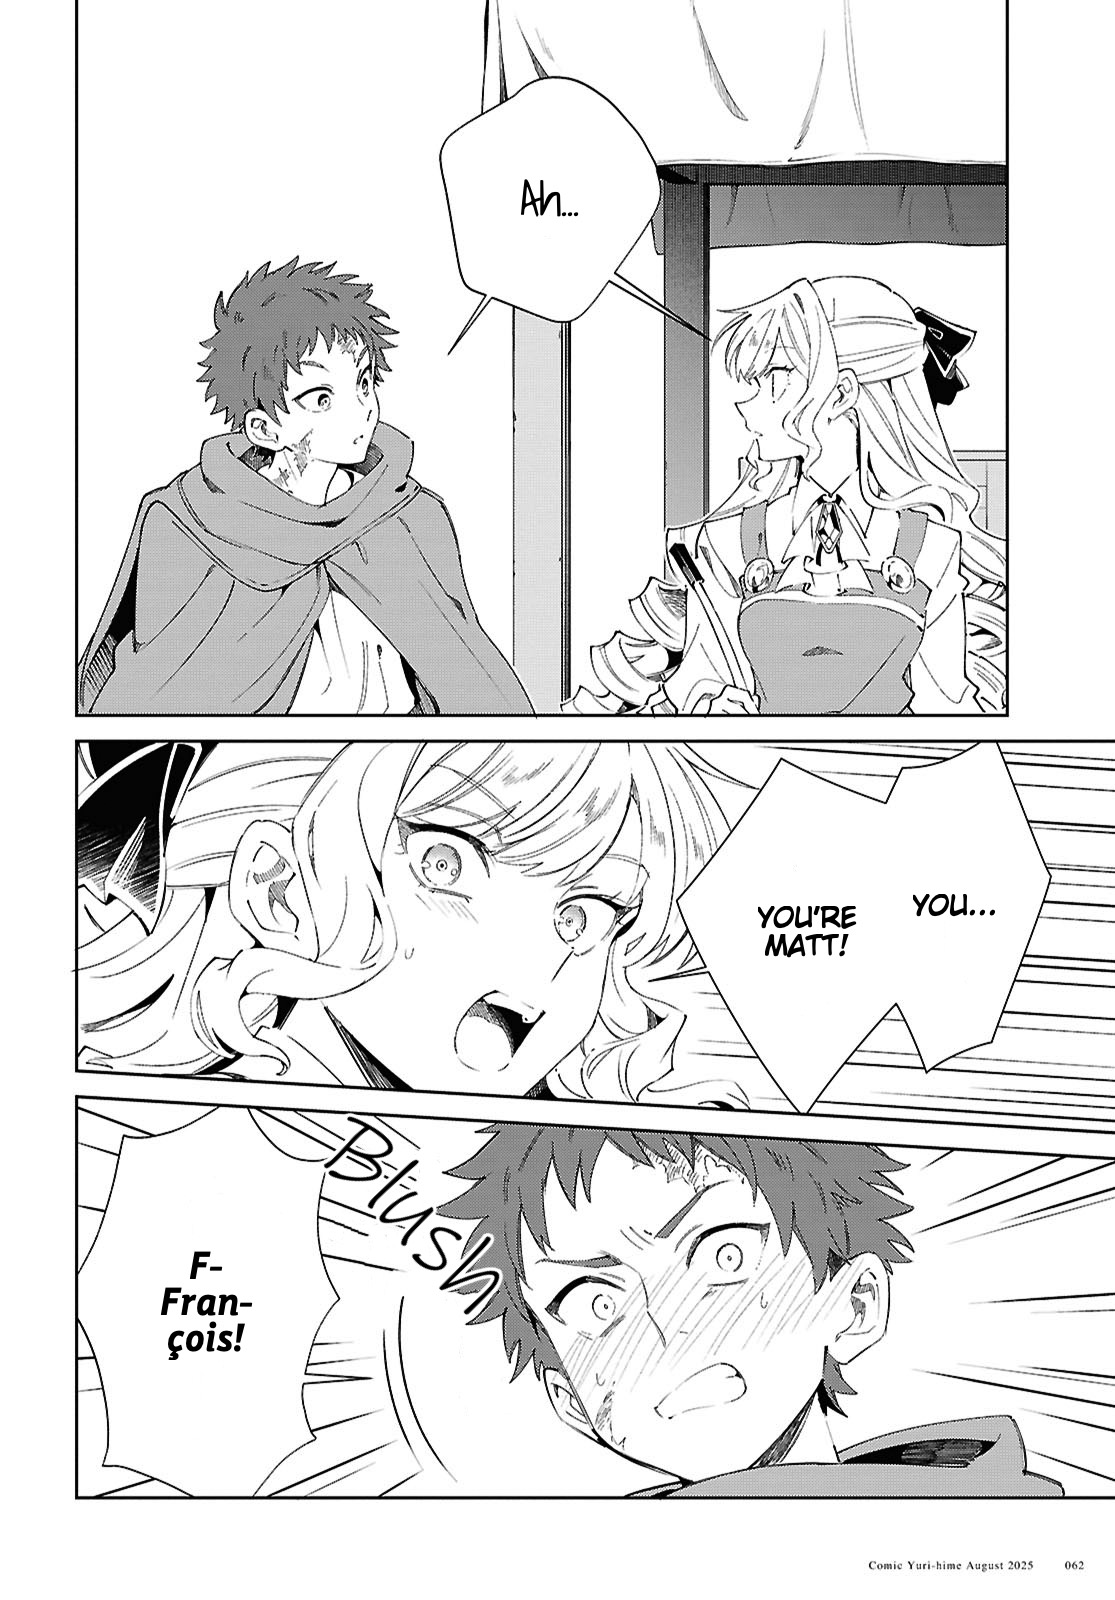 Ah...
YOU...
YOU'RE
MATT!
Blush
F-
Fran-
çois!
Comic Yuri-hime August 2025 062